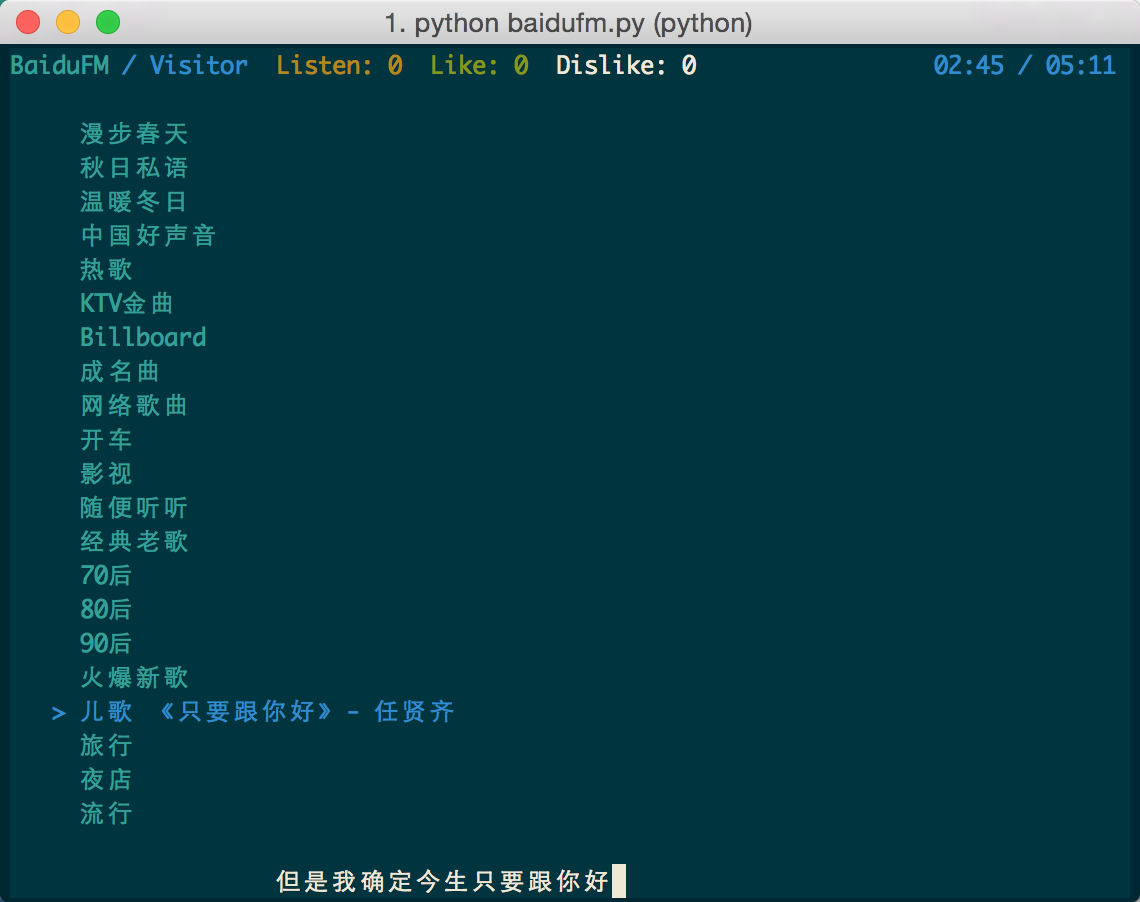 1. python baidufm.py (python)
BaiduFM / Visitor Listen: 0 Like: 0 Dislike: 0 02:45 / 05:11
漫步春天
秋日私语
温暖冬日
中国好声音
热歌
KTV金曲
Billboard
成名曲
网络歌曲
开车
影视
随便听听
经典老歌
70后
80后
90后
火爆新歌
> 儿歌 《只要跟你好》 - 任贤齐
旅行
夜店
流行
但是我确定今生只要跟你好